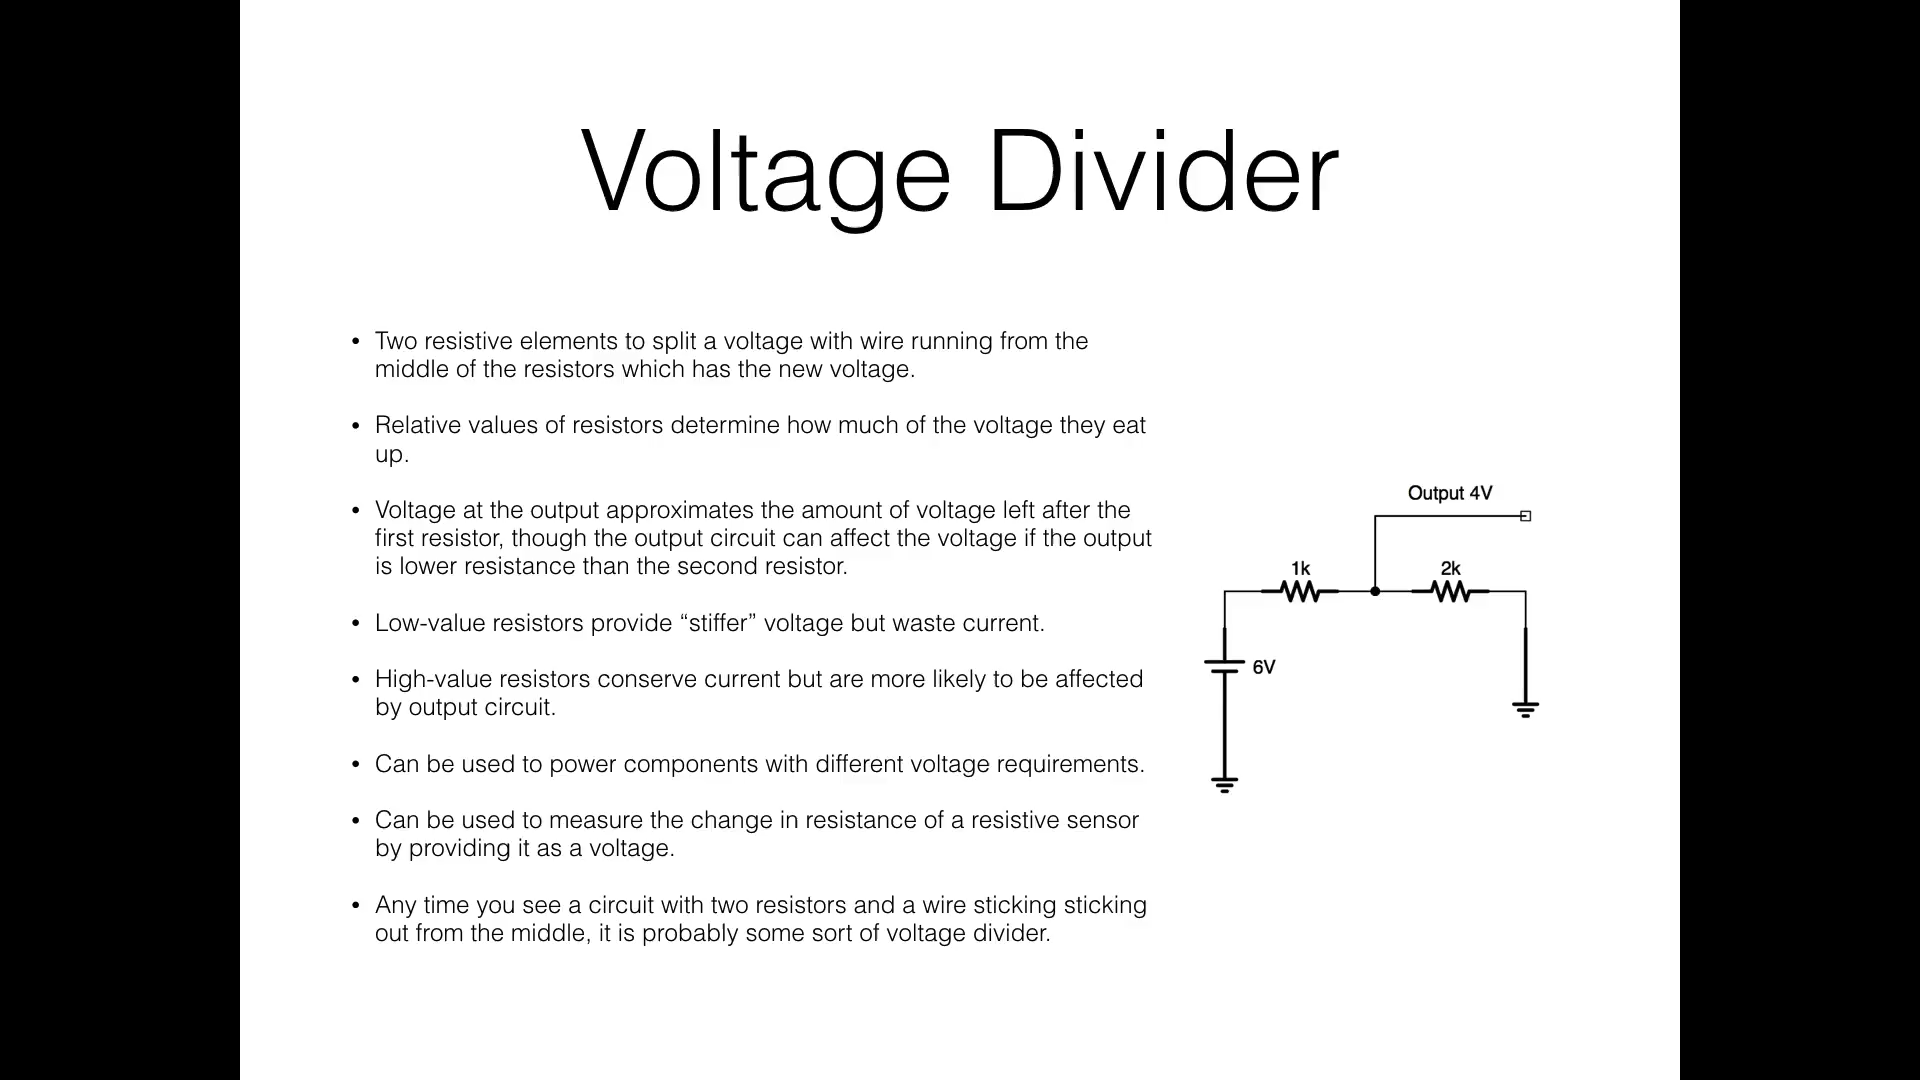 Voltage Divider
• Two resistive elements to split a voltage with wire running from the
middle of the resistors which has the new voltage.
• Relative values of resistors determine how much of the voltage they eat
up.
• Voltage at the output approximates the amount of voltage left after the
first resistor, though the output circuit can affect the voltage if the output
is lower resistance than the second resistor.
• Low-value resistors provide “stiffer” voltage but waste current.
• High-value resistors conserve current but are more likely to be affected
by output circuit.
• Can be used to power components with different voltage requirements.
• Can be used to measure the change in resistance of a resistive sensor
by providing it as a voltage.
• Any time you see a circuit with two resistors and a wire sticking sticking
out from the middle, it is probably some sort of voltage divider.
Output 4V
1k
2k
6V